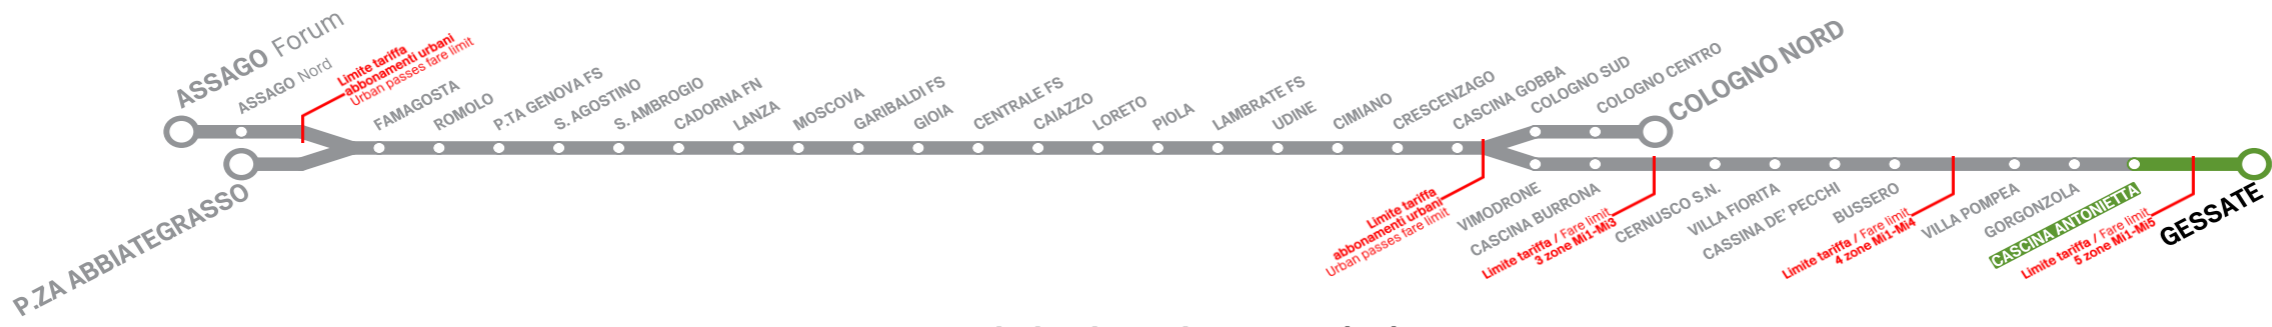 ASSAGO Forum
ASSAGO Nord
Limite tariffa
abbonamenti urbani
Urban passes fare limit
P.ZA ABBIATEGRASSO
FAMAGOSTA
ROMOLO
P.TA GENOVA FS
S. AGOSTINO
S. AMBROGIO
CADORNA FN
LANZA
MOSCOVA
GARIBALDI FS
GIOIA
CENTRALE FS
CAIAZZO
LORETO
PIOLA
LAMBRATE FS
UDINE
CIMIANO
CRESCENZAGO
CASCINA GOBBA
COLOGNO SUD
COLOGNO CENTRO
COLOGNO NORD
Limite tariffa
abbonamenti urbani
Urban passes fare limit
VIMODRONE
CASCINA BURRONA
Limite tariffa / Fare limit
3 zone Mi1-Mi3
CERNUSCO S.N.
VILLA FIORITA
CASSINA DE' PECCHI
BUSSERO
Limite tariffa / Fare limit
4 zone Mi1-Mi4
VILLA POMPEA
GORGONZOLA
CASCINA ANTONIETTA
Limite tariffa / Fare limit
5 zone Mi1-Mi5
GESSATE